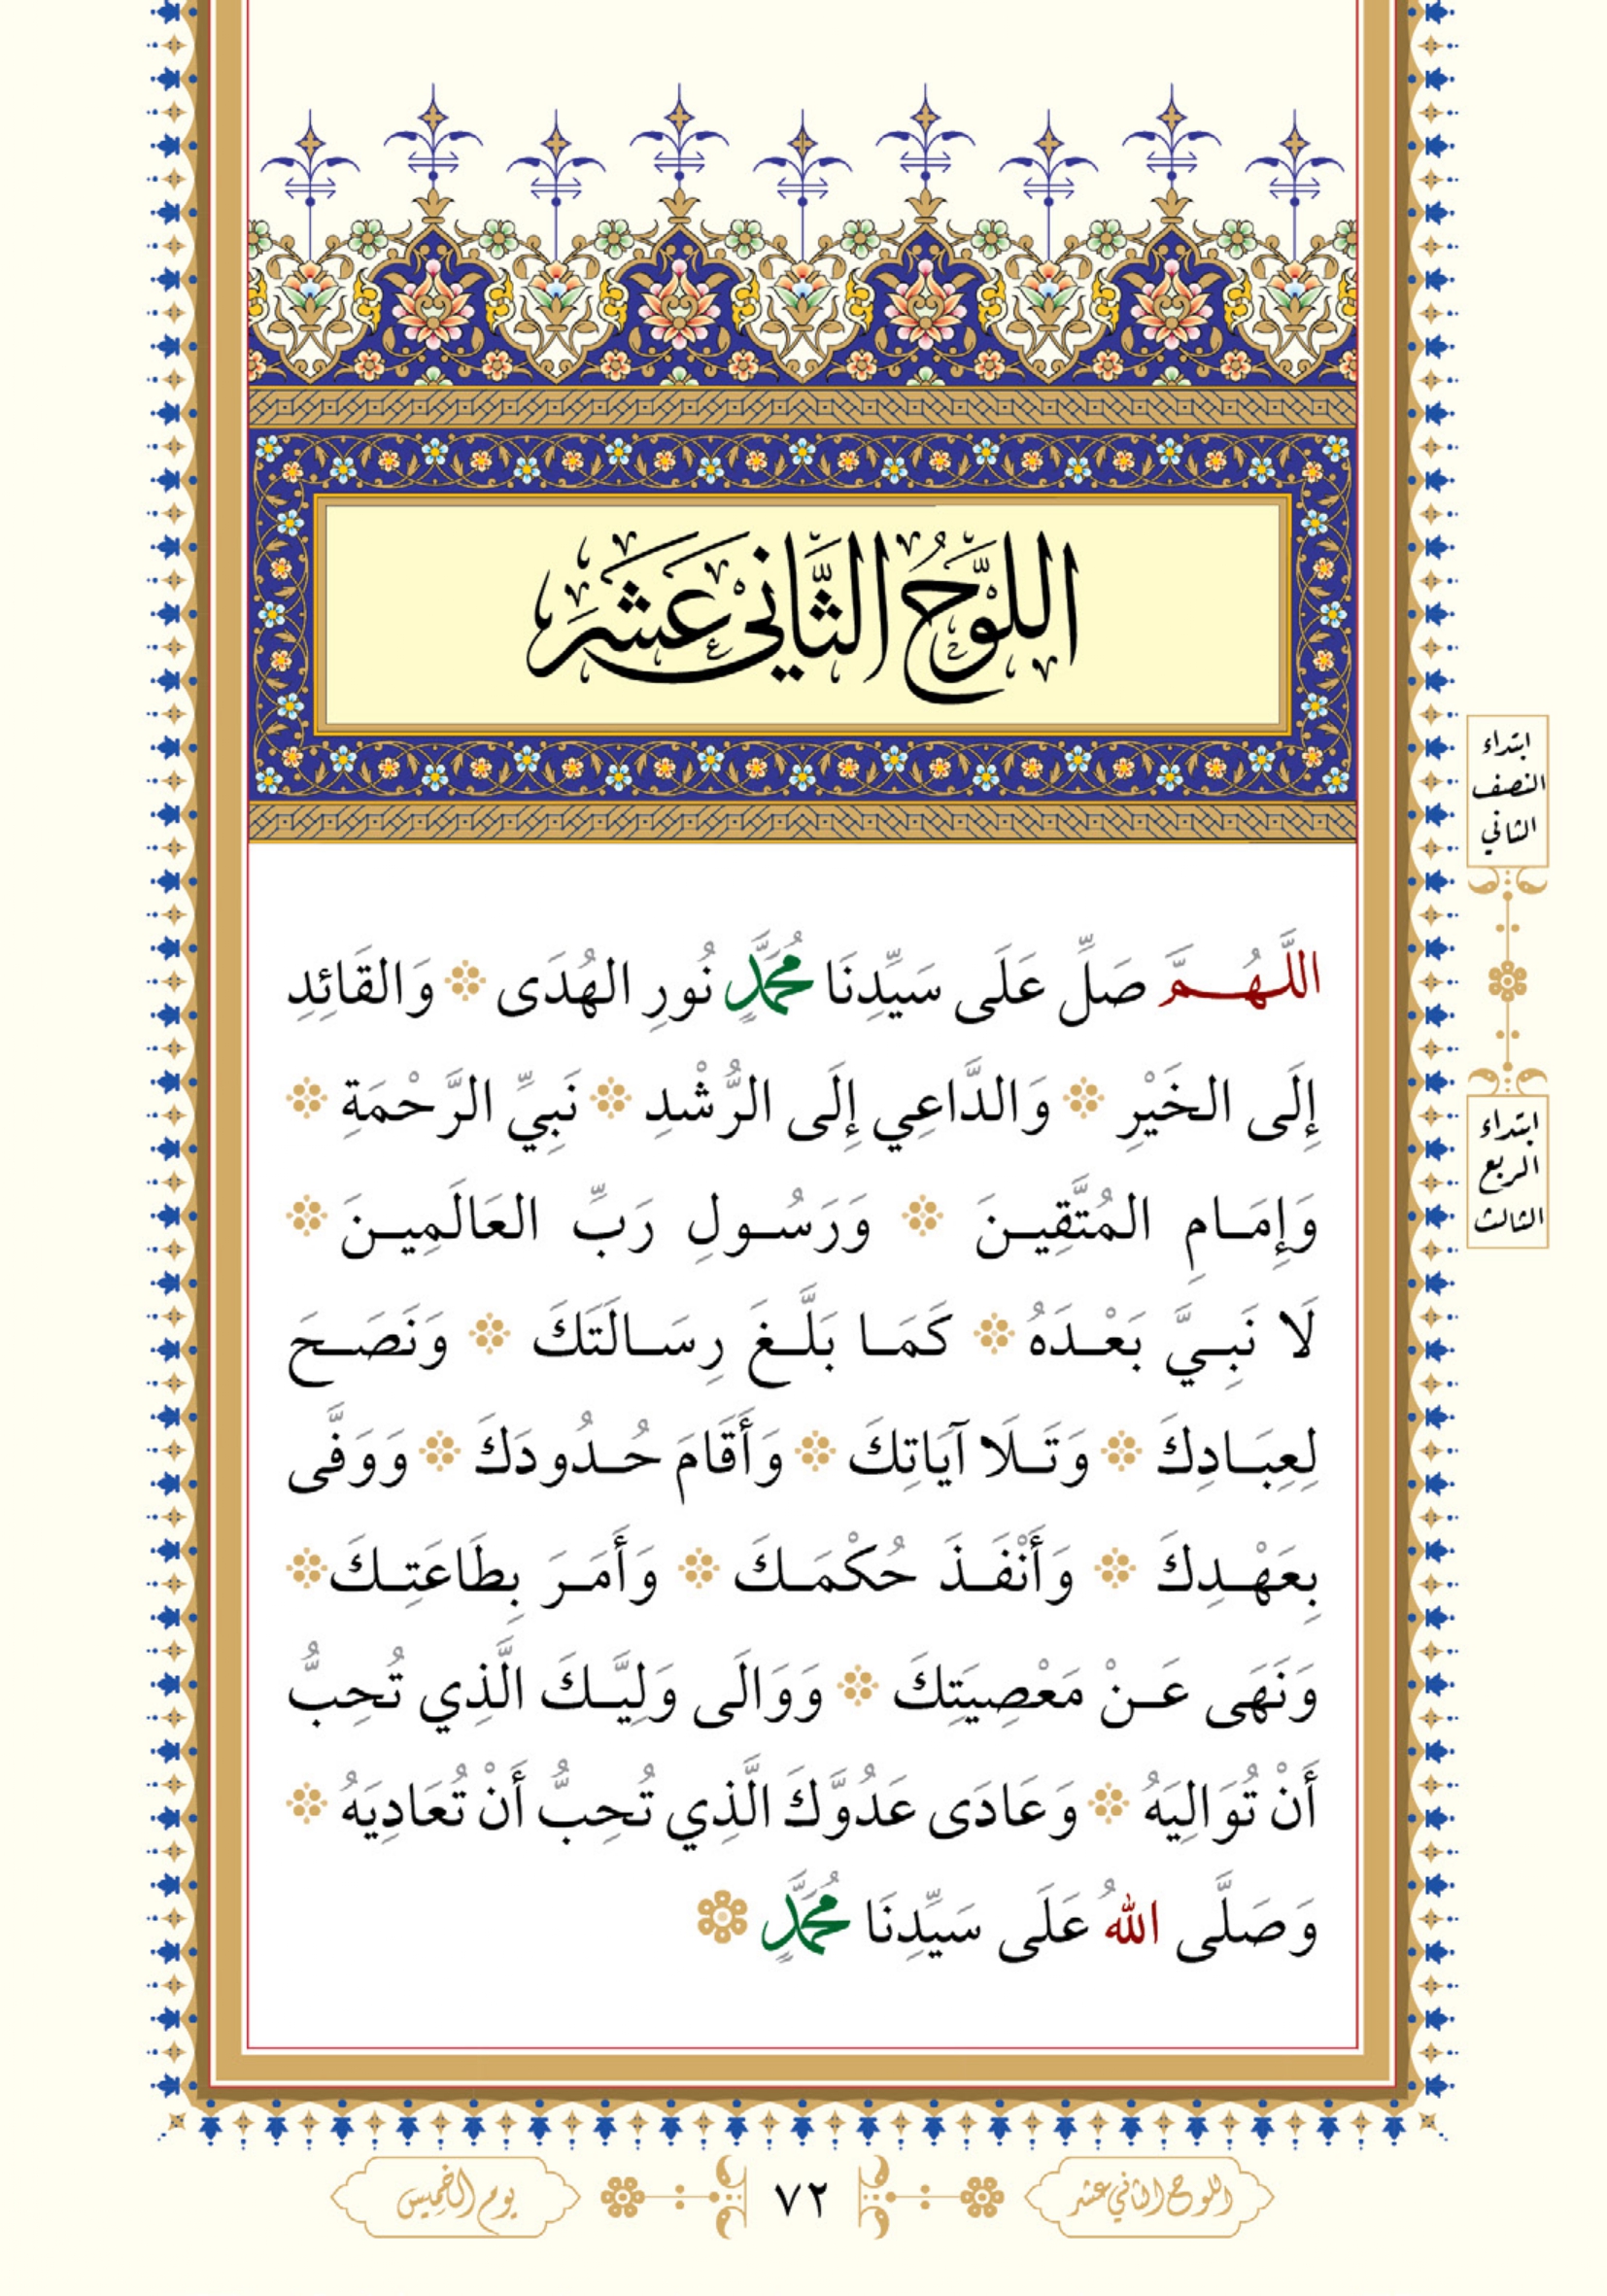 اللَّوْحُ الثَّانِي عَشَرَ
اللَّهُمَّ صَلِّ عَلَى سَيِّدِنَا مُحَمَّدٍ نُورِ الهُدَى ۞ وَالقَائِدِ
إِلَى الخَيْرِ ۞ وَالدَّاعِي إِلَى الرُّشْدِ ۞ نَبِيِّ الرَّحْمَةِ ۞
وَإِمَامِ المُتَّقِينَ ۞ وَرَسُولِ رَبِّ العَالَمِينَ ۞
لَا نَبِيَّ بَعْدَهُ ۞ كَمَا بَلَّغَ رِسَالَتَكَ ۞ وَنَصَحَ
لِعِبَادِكَ ۞ وَتَلَا آيَاتِكَ ۞ وَأَقَامَ حُدُودَكَ ۞ وَوَفَّى
بِعَهْدِكَ ۞ وَأَنْفَذَ حُكْمَكَ ۞ وَأَمَرَ بِطَاعَتِكَ ۞
وَنَهَى عَنْ مَعْصِيَتِكَ ۞ وَوَالَى وَلِيَّكَ الَّذِي تُحِبُّ
أَنْ تُوَالِيَهُ ۞ وَعَادَى عَدُوَّكَ الَّذِي تُحِبُّ أَنْ تُعَادِيَهُ ۞
وَصَلَّى اللهُ عَلَى سَيِّدِنَا مُحَمَّدٍ ۞
ابتداء
النصف
الثاني
ابتداء
الربع
الثالث
اللوح الثاني عشر
٧٢
يوم الخميس